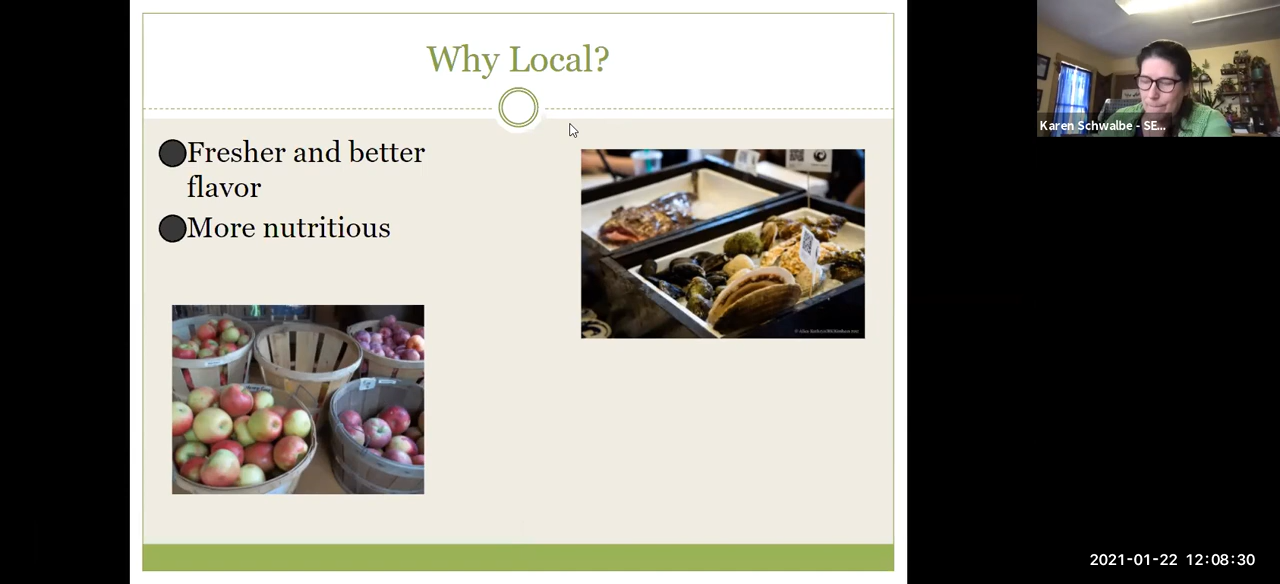 Why Local?
Fresher and better
flavor
More nutritious
Karen Schwalbe - SE...
2021-01-22 12:08:30